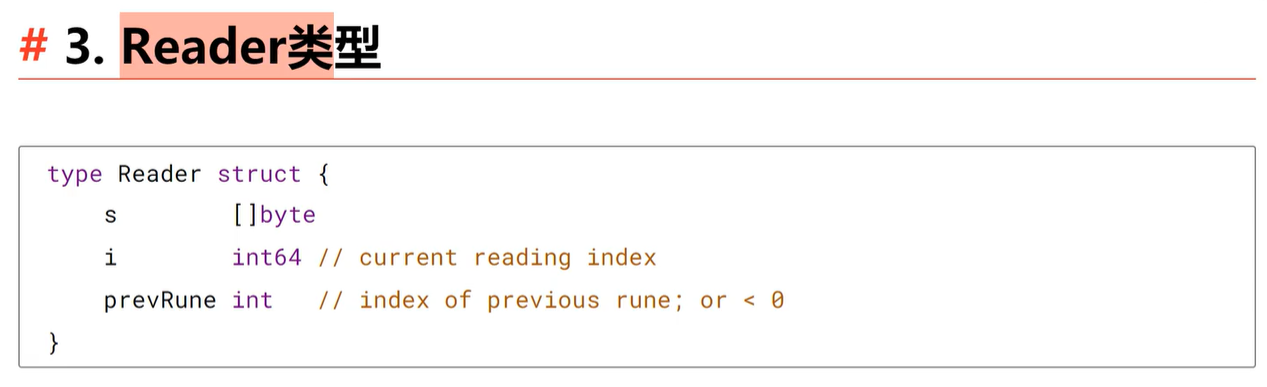 # 3. Reader类型
type Reader struct {
    s        []byte
    i        int64 // current reading index
    prevRune int   // index of previous rune; or < 0
}